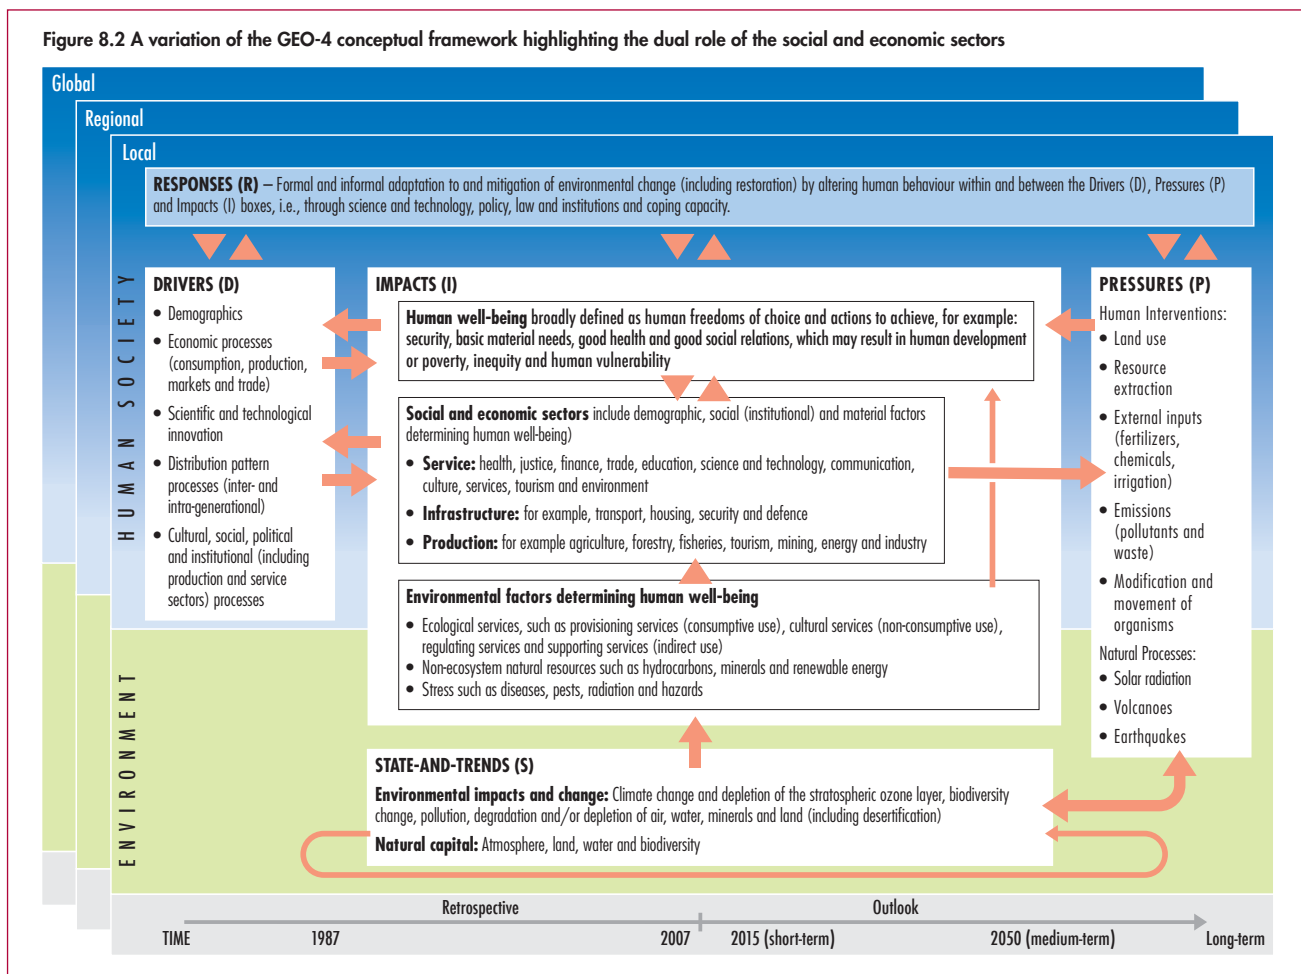 Figure 8.2 A variation of the GEO-4 conceptual framework highlighting the dual role of the social and economic sectors
Global
Regional
Local
RESPONSES (R) – Formal and informal adaptation to and mitigation of environmental change (including restoration) by altering human behaviour within and between the Drivers (D), Pressures (P)
and Impacts (I) boxes, i.e., through science and technology, policy, law and institutions and coping capacity.
HUMAN SOCIETY
DRIVERS (D)
• Demographics
• Economic processes
(consumption, production,
markets and trade)
• Scientific and technological
innovation
• Distribution pattern
processes (inter- and
intra-generational)
• Cultural, social, political
and institutional (including
production and service
sectors) processes
IMPACTS (I)
Human well-being broadly defined as human freedoms of choice and actions to achieve, for example:
security, basic material needs, good health and good social relations, which may result in human development
or poverty, inequity and human vulnerability
Social and economic sectors include demographic, social (institutional) and material factors
determining human well-being)
• Service: health, justice, finance, trade, education, science and technology, communication,
culture, services, tourism and environment
• Infrastructure: for example, transport, housing, security and defence
• Production: for example agriculture, forestry, fisheries, tourism, mining, energy and industry
Environmental factors determining human well-being
• Ecological services, such as provisioning services (consumptive use), cultural services (non-consumptive use),
regulating services and supporting services (indirect use)
• Non-ecosystem natural resources such as hydrocarbons, minerals and renewable energy
• Stress such as diseases, pests, radiation and hazards
PRESSURES (P)
Human Interventions:
• Land use
• Resource
extraction
• External inputs
(fertilizers,
chemicals,
irrigation)
• Emissions
(pollutants and
waste)
• Modification and
movement of
organisms
Natural Processes:
• Solar radiation
• Volcanoes
• Earthquakes
ENVIRONMENT
STATE-AND-TRENDS (S)
Environmental impacts and change: Climate change and depletion of the stratospheric ozone layer, biodiversity
change, pollution, degradation and/or depletion of air, water, minerals and land (including desertification)
Natural capital: Atmosphere, land, water and biodiversity
Retrospective
Outlook
TIME
1987
2007
2015 (short-term)
2050 (medium-term)
Long-term